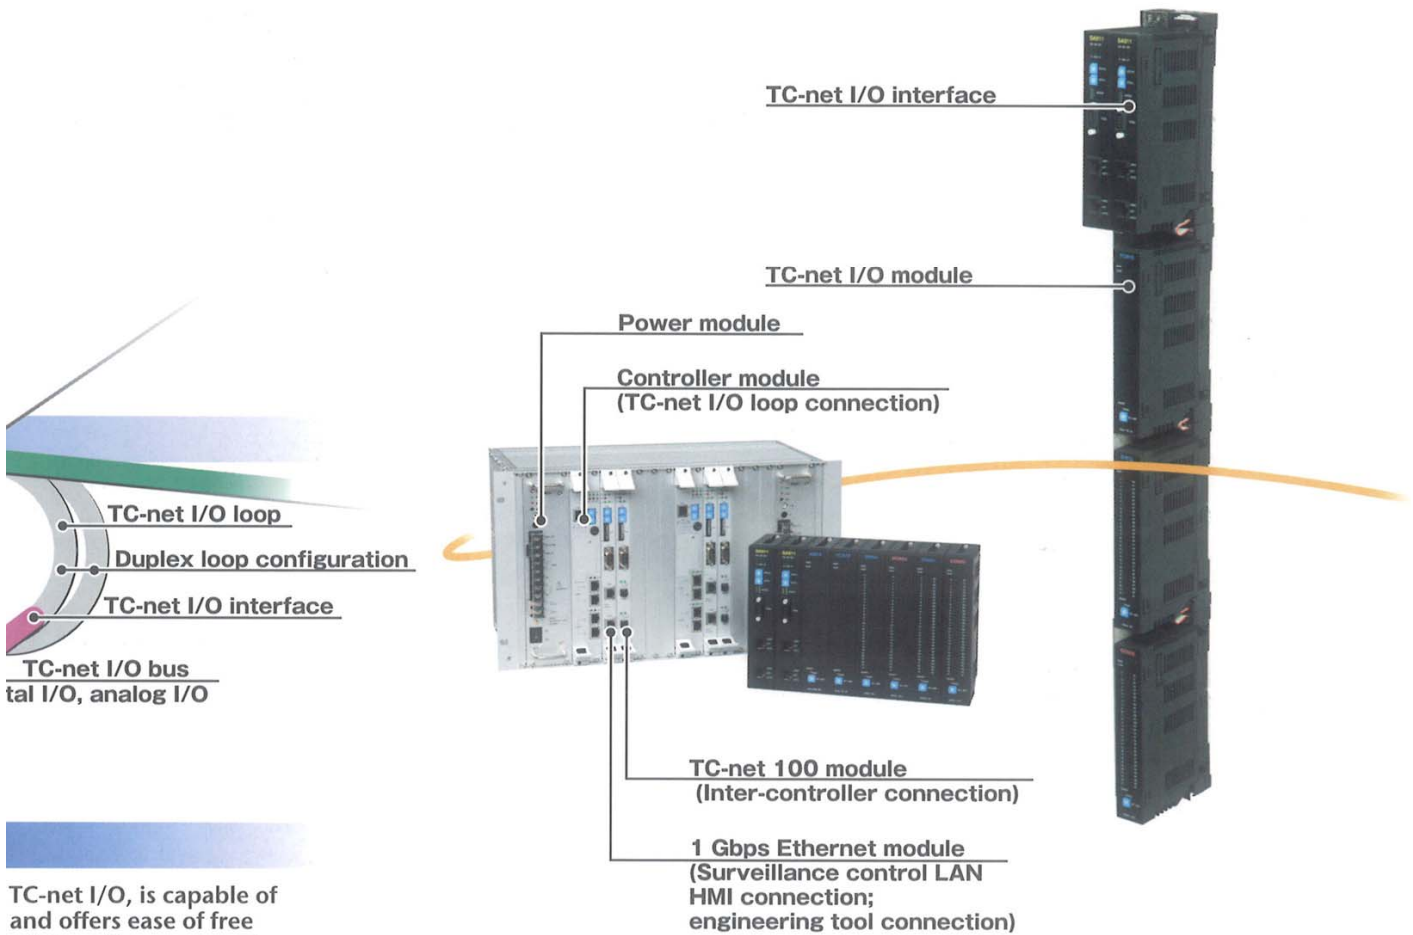 TC-net I/O interface
TC-net I/O module
Power module
Controller module
(TC-net I/O loop connection)
TC-net I/O loop
Duplex loop configuration
TC-net I/O interface
TC-net I/O bus
tal I/O, analog I/O
TC-net 100 module
(Inter-controller connection)
1 Gbps Ethernet module
(Surveillance control LAN
HMI connection;
engineering tool connection)
TC-net I/O, is capable of
and offers ease of free